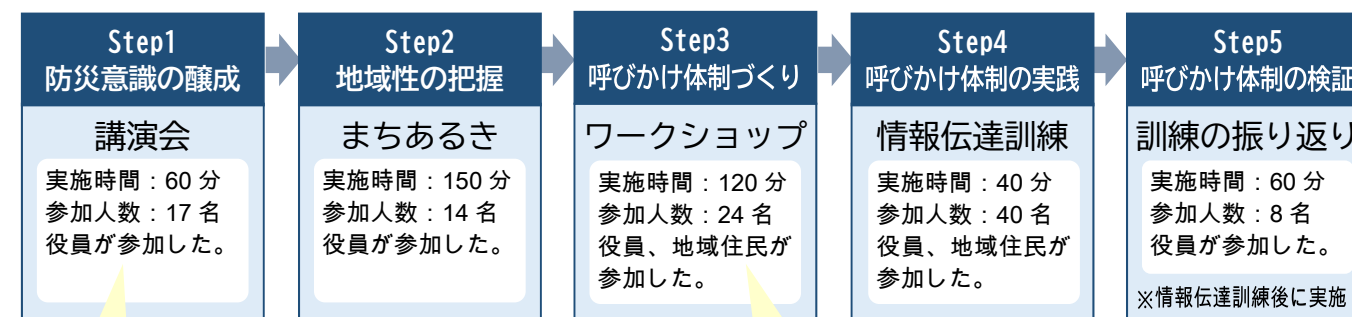 Step1
防災意識の醸成
講演会
実施時間：60 分
参加人数：17 名
役員が参加した。
Step2
地域性の把握
まちあるき
実施時間：150 分
参加人数：14 名
役員が参加した。
Step3
呼びかけ体制づくり
ワークショップ
実施時間：120 分
参加人数：24 名
役員、地域住民が
参加した。
Step4
呼びかけ体制の実践
情報伝達訓練
実施時間：40 分
参加人数：40 名
役員、地域住民が
参加した。
Step5
呼びかけ体制の検証
訓練の振り返り
実施時間：60 分
参加人数：8 名
役員が参加した。
※情報伝達訓練後に実施